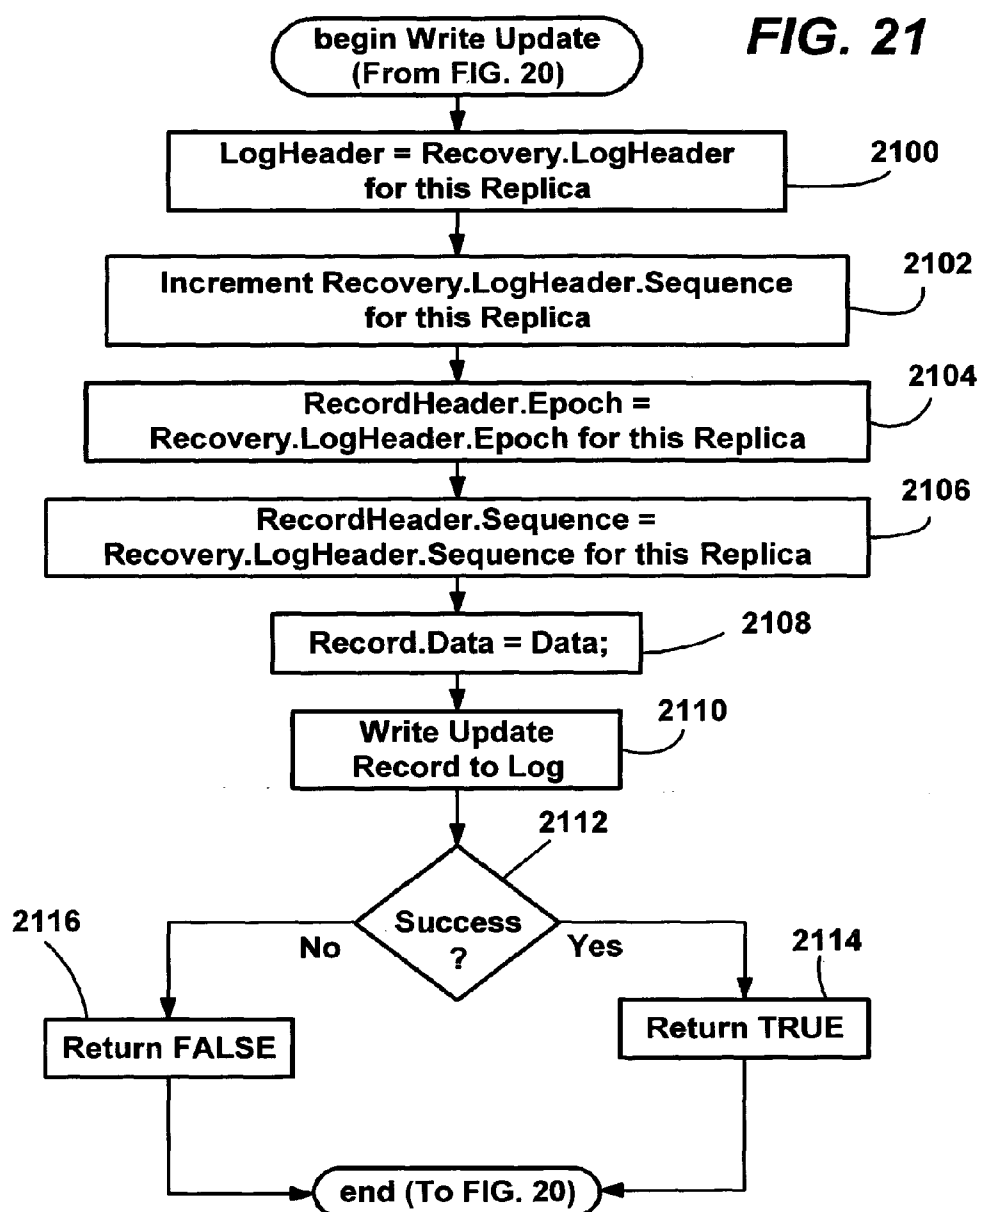 FIG. 21
begin Write Update
(From FIG. 20)
LogHeader = Recovery.LogHeader
for this Replica
2100
Increment Recovery.LogHeader.Sequence
for this Replica
2102
RecordHeader.Epoch =
Recovery.LogHeader.Epoch for this Replica
2104
RecordHeader.Sequence =
Recovery.LogHeader.Sequence for this Replica
2106
Record.Data = Data;
2108
Write Update
Record to Log
2110
2112
Success
?
No
Yes
2116
Return FALSE
2114
Return TRUE
end (To FIG. 20)